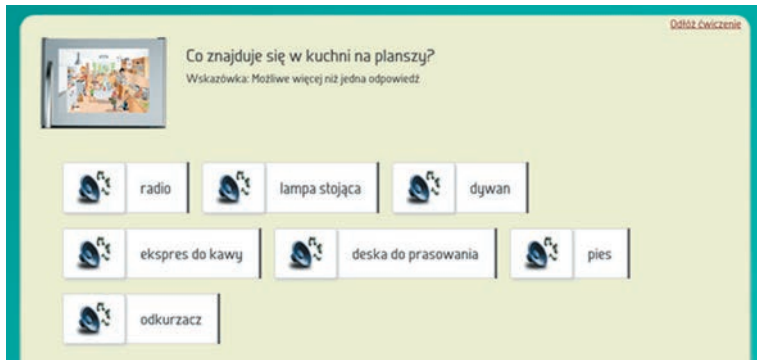 Odłóż ćwiczenie
Co znajduje się w kuchni na planszy?
Wskazówka: Możliwe więcej niż jedna odpowiedź
radio
lampa stojąca
dywan
ekspres do kawy
deska do prasowania
pies
odkurzacz